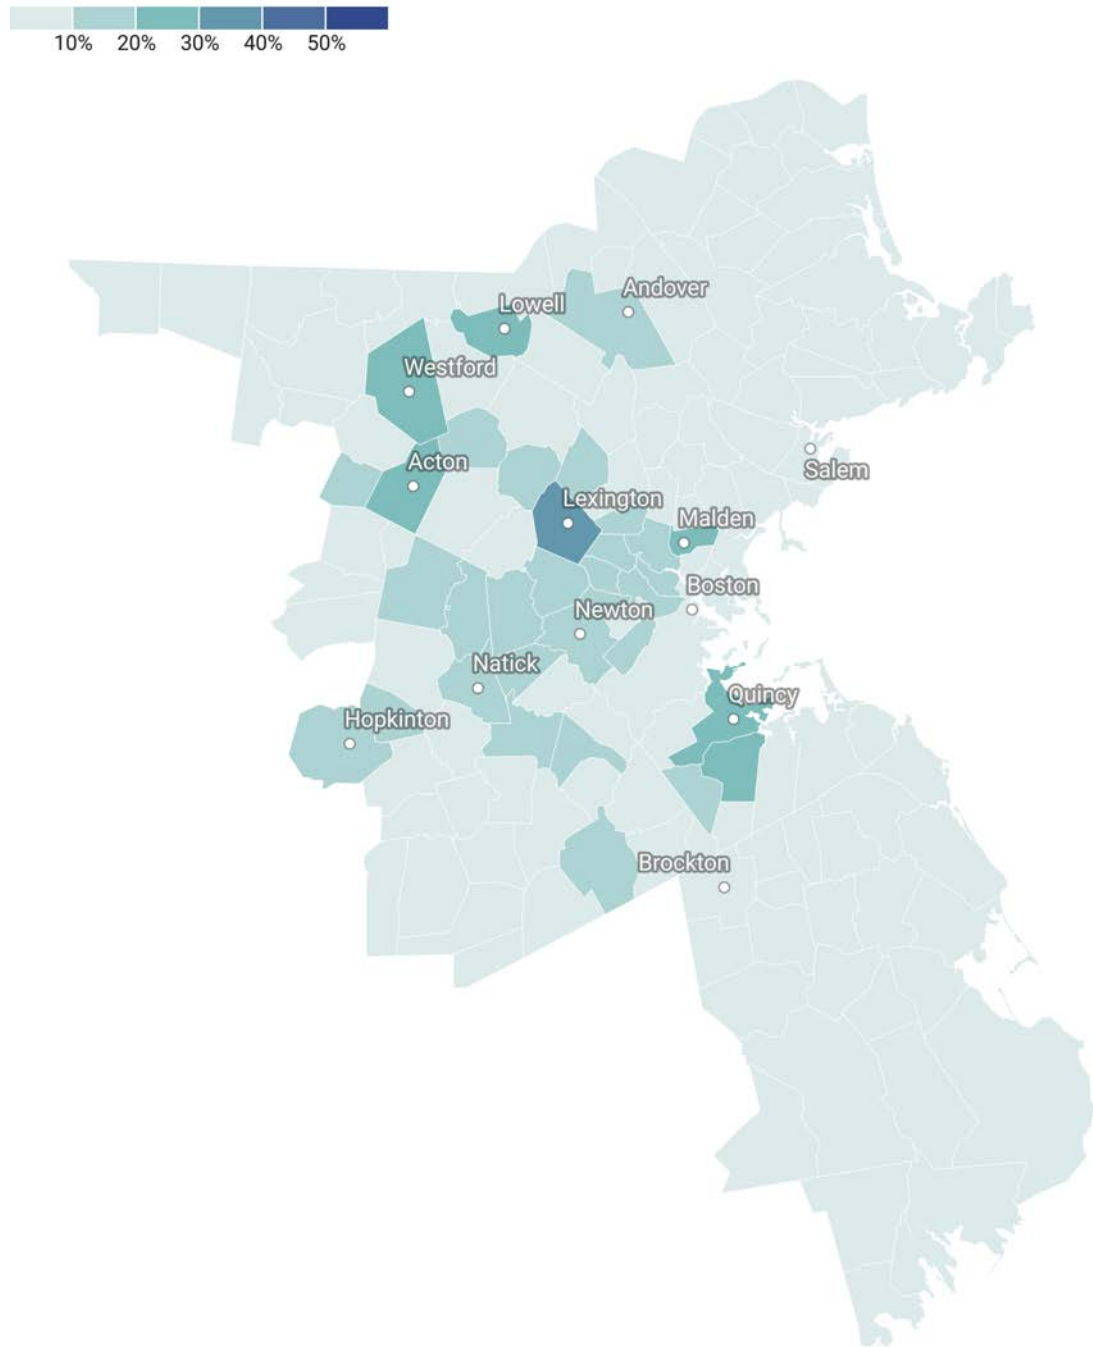 10% 20% 30% 40% 50%
Andover
Lowell
Westford
Acton
Salem
Lexington
Malden
Boston
Newton
Natick
Quincy
Hopkinton
Brockton